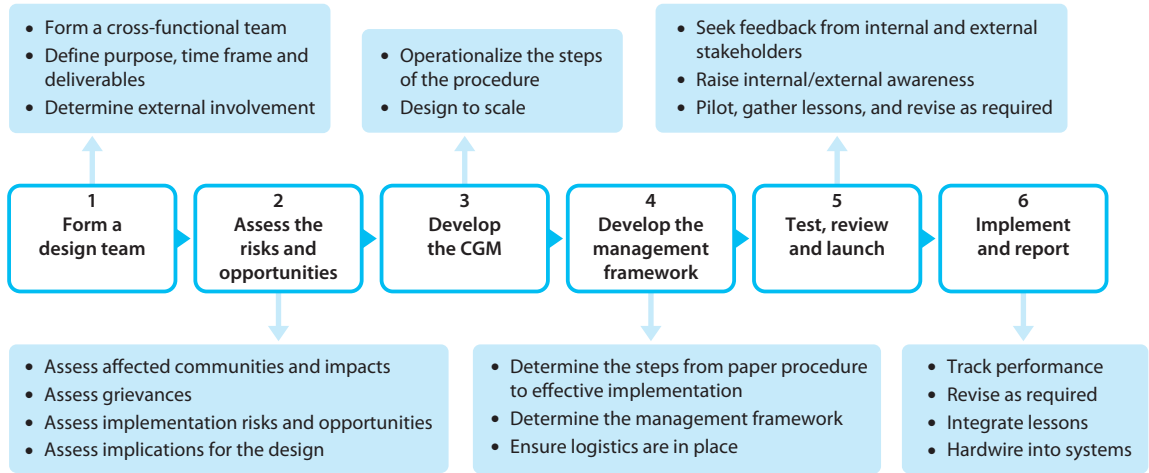 • Form a cross-functional team
• Define purpose, time frame and
deliverables
• Determine external involvement
• Operationalize the steps
of the procedure
• Design to scale
• Seek feedback from internal and external
stakeholders
• Raise internal/external awareness
• Pilot, gather lessons, and revise as required
1
Form a
design team
2
Assess the
risks and
opportunities
3
Develop
the CGM
4
Develop the
management
framework
5
Test, review
and launch
6
Implement
and report
• Assess affected communities and impacts
• Assess grievances
• Assess implementation risks and opportunities
• Assess implications for the design
• Determine the steps from paper procedure
to effective implementation
• Determine the management framework
• Ensure logistics are in place
• Track performance
• Revise as required
• Integrate lessons
• Hardwire into systems